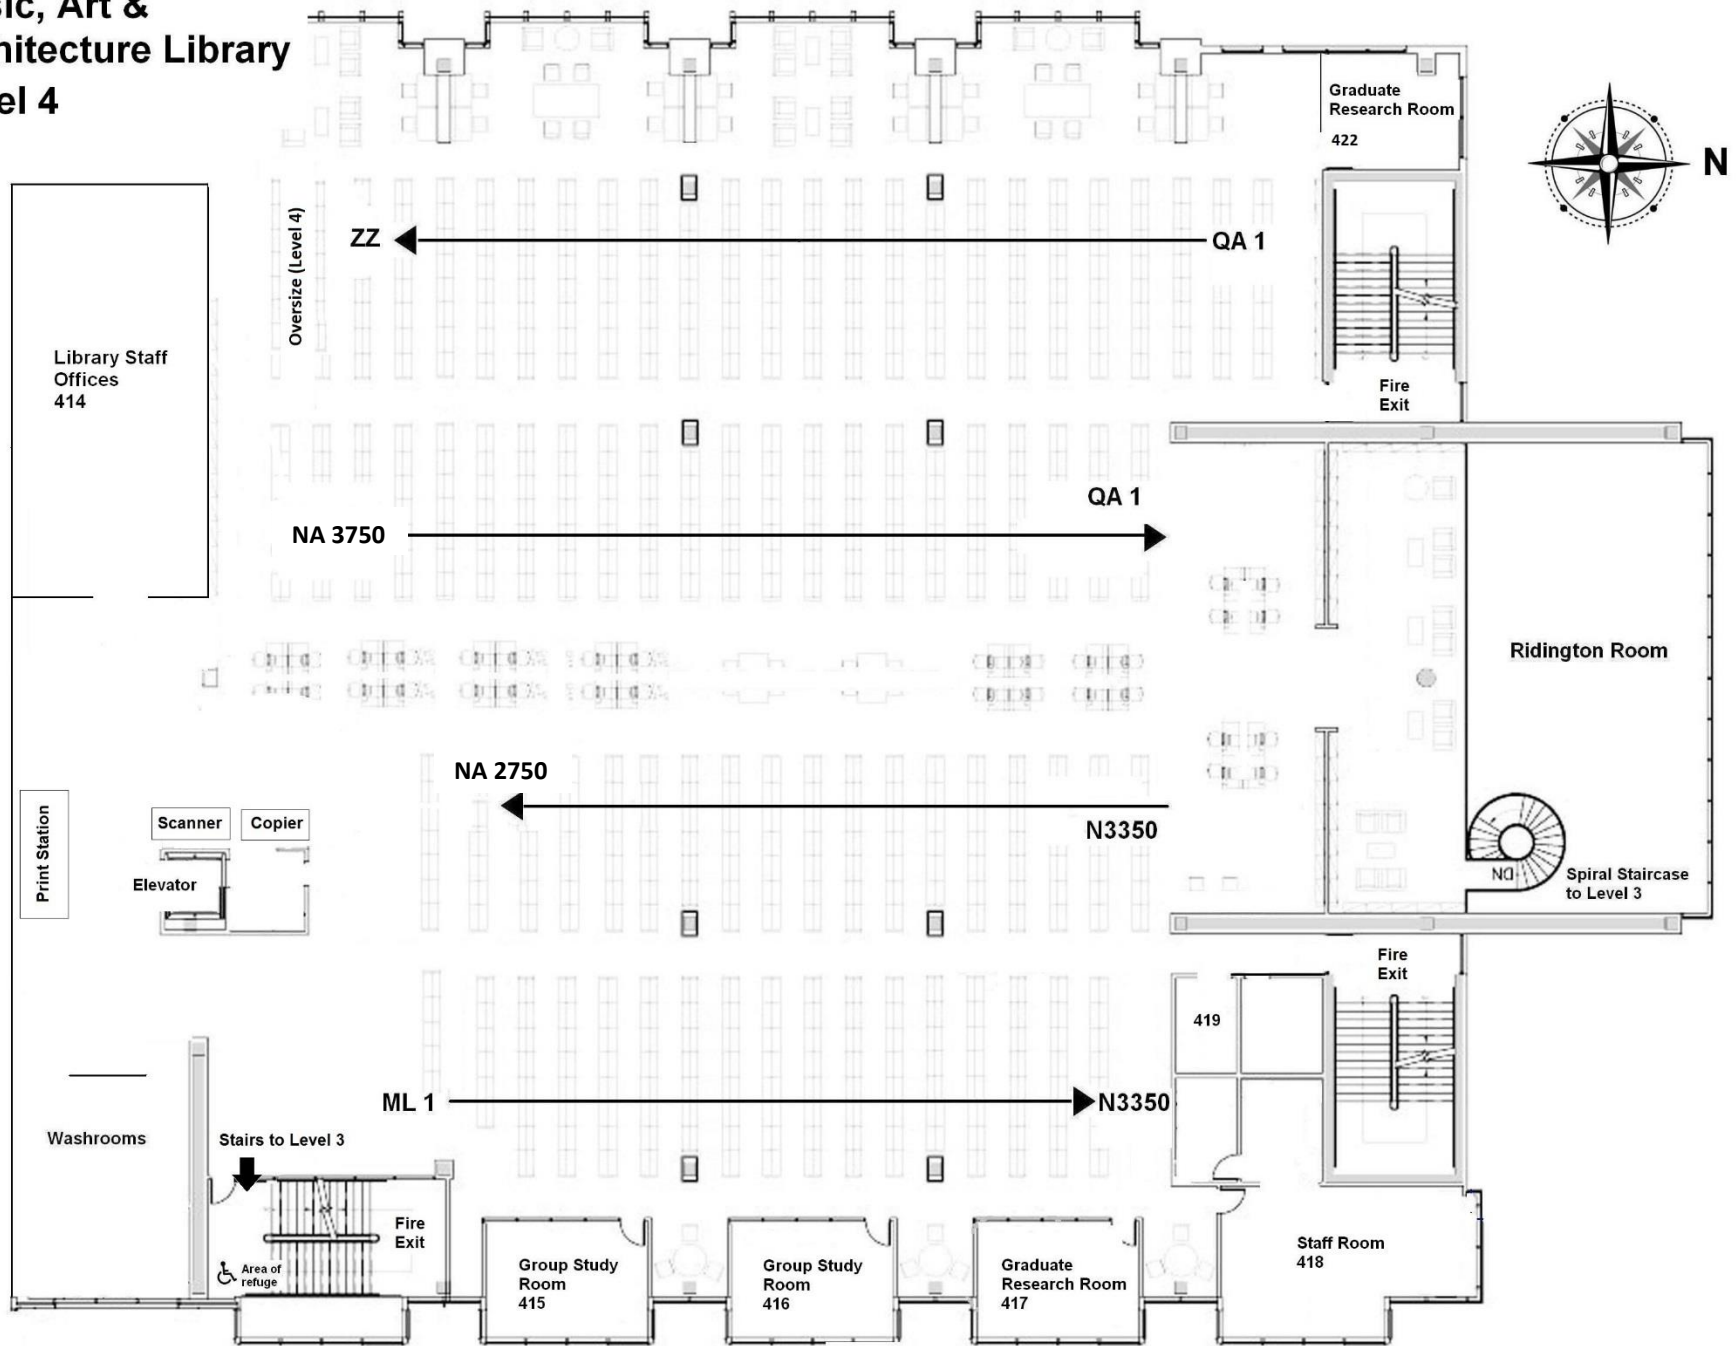 sic, Art &
hitecture Library
el 4
Graduate
Research Room
422
N
Oversize (Level 4)
ZZ
QA 1
Library Staff
Offices
414
Fire
Exit
QA 1
NA 3750
Ridington Room
NA 2750
N3350
Print Station
Scanner
Copier
Elevator
DN
Spiral Staircase
to Level 3
Fire
Exit
419
ML 1
N3350
Washrooms
Stairs to Level 3
Fire
Exit
Area of
refuge
Group Study
Room
415
Group Study
Room
416
Graduate
Research Room
417
Staff Room
418